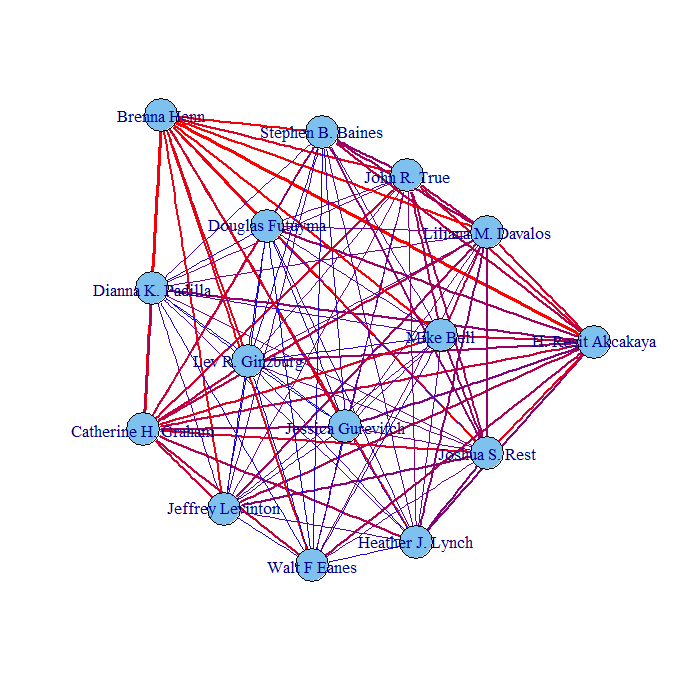 Brenna Henn
Stephen B. Baines
John R. True
Douglas Futuyma
Liliana M. Davalos
Dianna K. Padilla
Mike Bell
H. Resit Akcakaya
Lev R. Ginzburg
Catherine H. Graham
Jessica Gurevitch
Joshua S. Rest
Jeffrey Levinton
Heather J. Lynch
Walt F Eanes